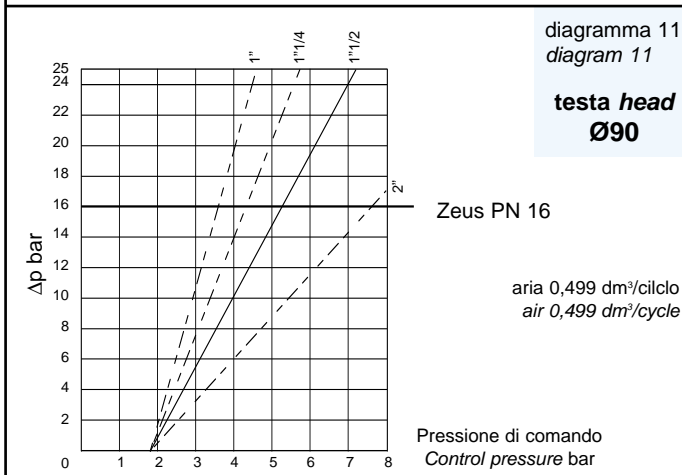 diagramma 11
diagram 11
testa head
Ø90
1"
1"1/4
1"1/2
2"
25
24
22
20
18
16
14
12
10
8
6
4
2
0
1 2 3 4 5 6 7 8
Δp bar
Zeus PN 16
aria 0,499 dm³/cilclo
air 0,499 dm³/cycle
Pressione di comando
Control pressure bar